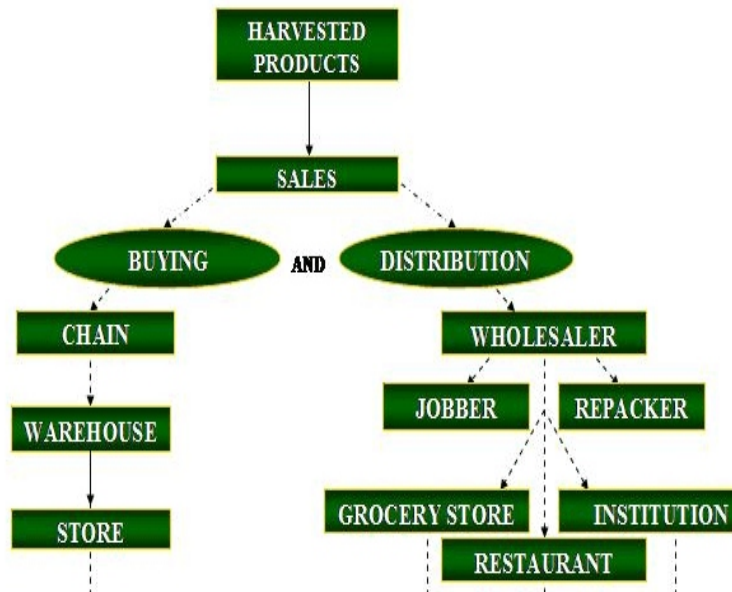 HARVESTED
PRODUCTS
SALES
BUYING
AND
DISTRIBUTION
CHAIN
WHOLESALER
JOBBER
REPACKER
WAREHOUSE
GROCERY STORE
INSTITUTION
STORE
RESTAURANT